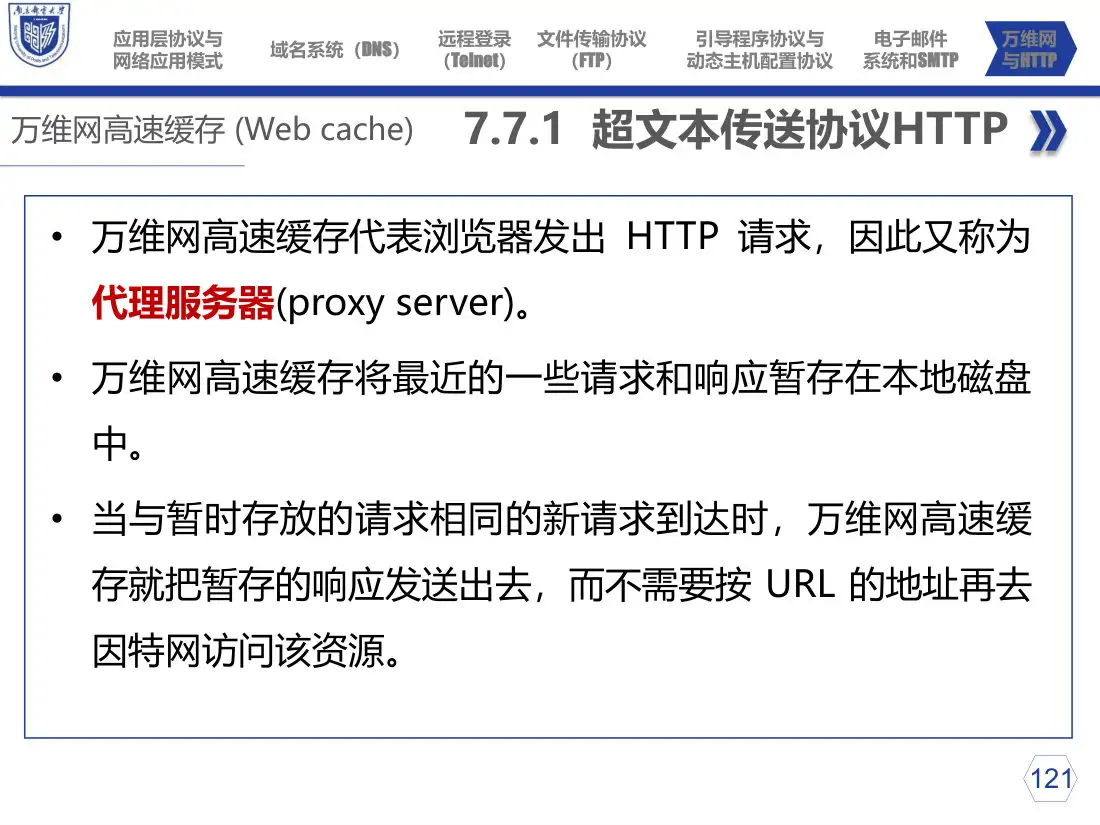 南京邮电大学
应用层协议与
网络应用模式
域名系统（DNS）
远程登录
（Telnet）
文件传输协议
（FTP）
引导程序协议与
动态主机配置协议
电子邮件
系统和SMTP
万维网
与HTTP
万维网高速缓存 (Web cache)
7.7.1 超文本传送协议HTTP
• 万维网高速缓存代表浏览器发出 HTTP 请求，因此又称为
代理服务器(proxy server)。
• 万维网高速缓存将最近的一些请求和响应暂存在本地磁盘
中。
• 当与暂时存放的请求相同的新请求到达时，万维网高速缓
存就把暂存的响应发送出去，而不需要按 URL 的地址再去
因特网访问该资源。
121